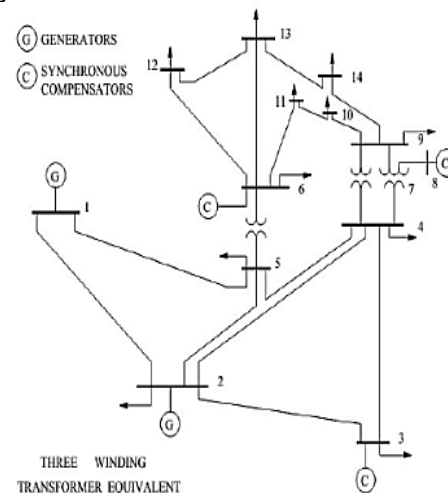 G GENERATORS
C SYNCHRONOUS
COMPENSATORS
13
12
14
11
10
9
C
8
7
6
C
G
1
4
5
2
G
3
C
THREE WINDING
TRANSFORMER EQUIVALENT